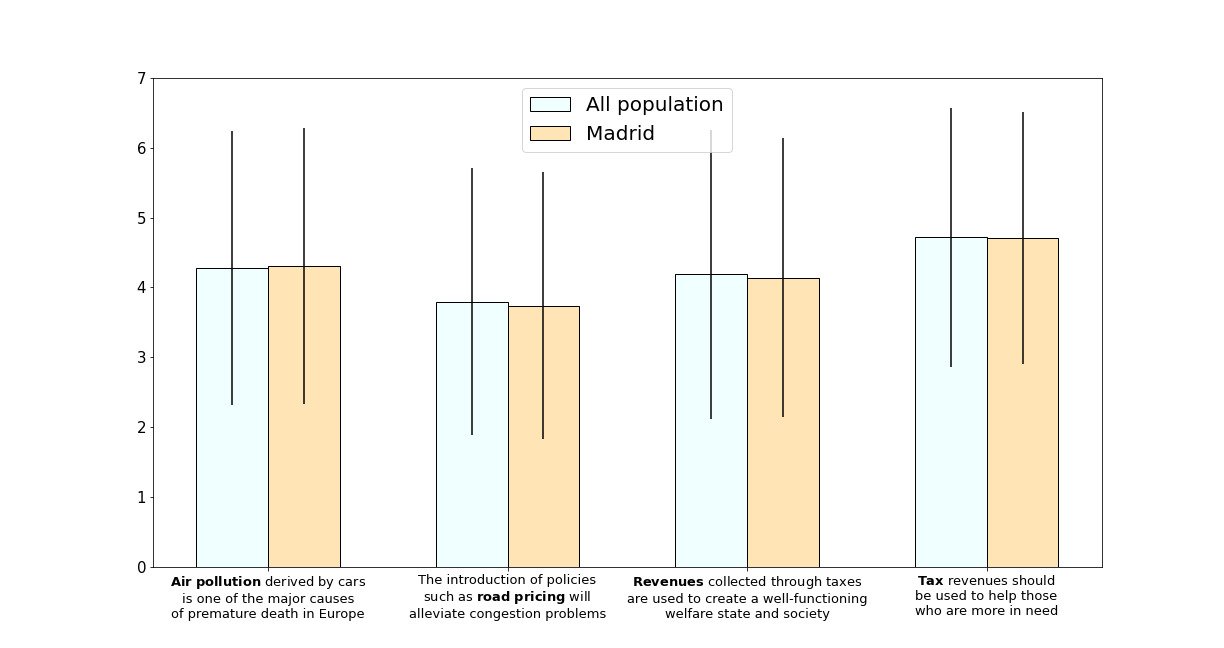 7
6
5
4
3
2
1
0
All population
Madrid
Air pollution derived by cars
is one of the major causes
of premature death in Europe
The introduction of policies
such as road pricing will
alleviate congestion problems
Revenues collected through taxes
are used to create a well-functioning
welfare state and society
Tax revenues should
be used to help those
who are more in need